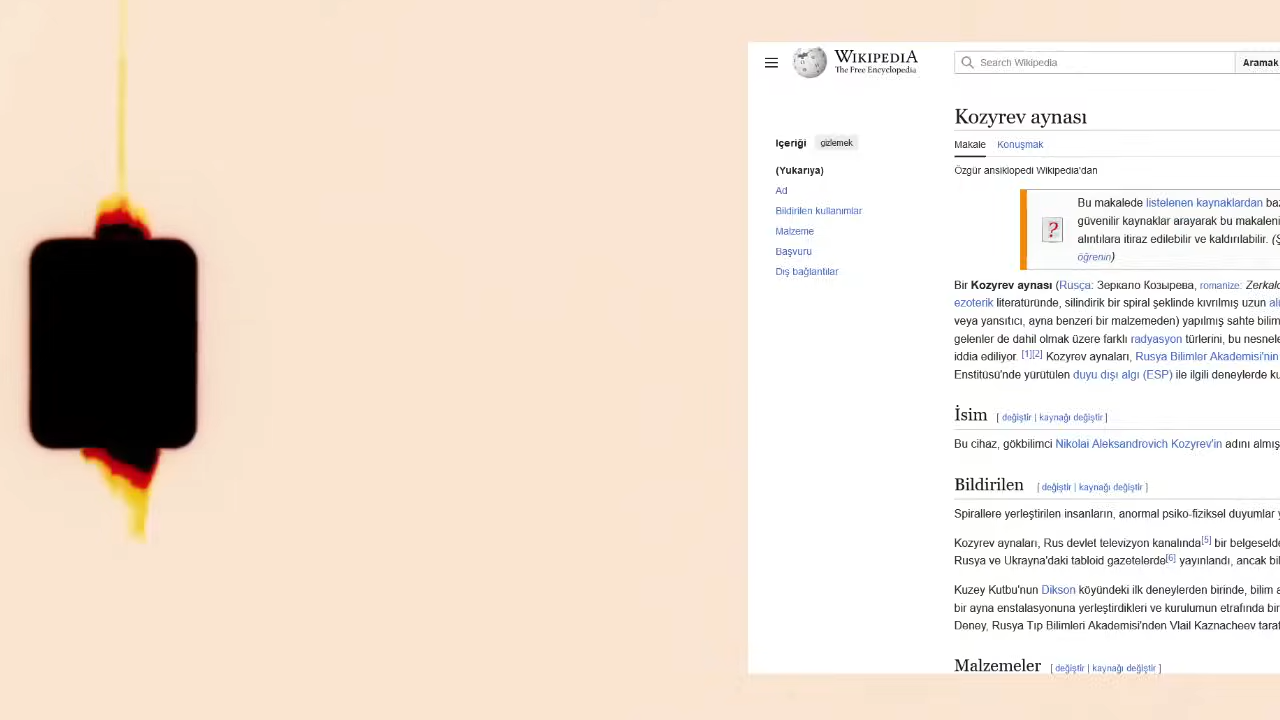 WIKIPEDIA
The Free Encyclopedia
Search Wikipedia
Aramak
Kozyrev aynası
İçeriği gizlemek
Makale Konuşmak
(Yukarıya)
Özgür ansiklopedi Wikipedia'dan
Ad
Bildirilen kullanımlar
Malzeme
Başvuru
Dış bağlantılar
Bu makalede listelenen kaynaklardan
güvenilir kaynaklar arayarak bu makaleni
alıntılara itiraz edilebilir ve kaldırılabilir.
öğrenin)
Bir Kozyrev aynası (Rusça: Зеркало Козырева, romanize: Zerkalo
ezoterik literatüründe, silindirik bir spiral şeklinde kıvrılmış uzun
veya yansıtıcı, ayna benzeri bir malzemeden) yapılmış sahte bilim
gelenler de dahil olmak üzere farklı radyasyon türlerini, bu nesnele
iddia ediliyor. [1][2] Kozyrev aynaları, Rusya Bilimler Akademisi'nin
Enstitüsü'nde yürütülen duyu dışı algı (ESP) ile ilgili deneylerde
İsim [ değiştir | kaynağı değiştir ]
Bu cihaz, gökbilimci Nikolai Aleksandrovich Kozyrev'in adını almış
Bildirilen [ değiştir | kaynağı değiştir ]
Spirallere yerleştirilen insanların, anormal psiko-fiziksel duyumlar
Kozyrev aynaları, Rus devlet televizyon kanalında[5] bir belgeselde
Rusya ve Ukrayna'daki tabloid gazetelerde[6] yayınlandı, ancak
Kuzey Kutbu'nun Dikson köyündeki ilk deneylerden birinde, bilim
bir ayna enstalasyonuna yerleştirdikleri ve kurulumun etrafında bir
Deney, Rusya Tıp Bilimleri Akademisi'nden Vlail Kaznacheev
Malzemeler [ değiştir | kaynağı değiştir ]